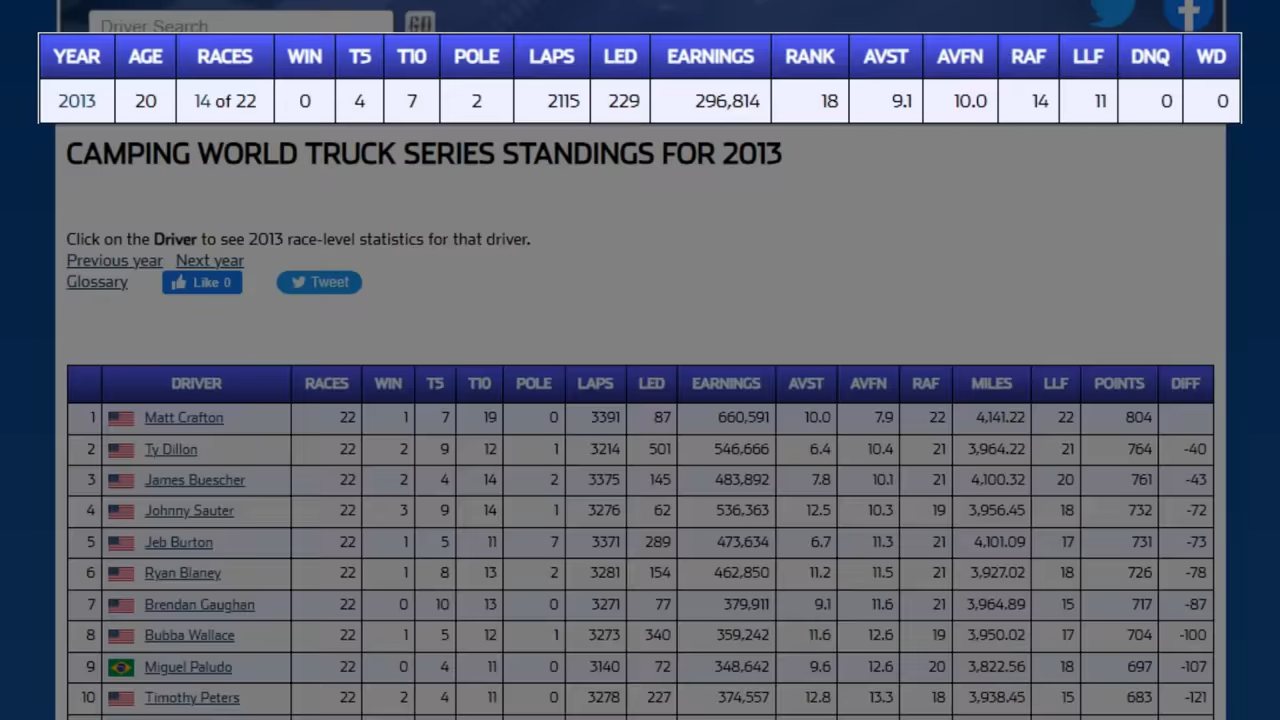 Driver Search GO
YEAR AGE RACES WIN T5 T10 POLE LAPS LED EARNINGS RANK AVST AVFN RAF LLF DNQ WD
2013 20 14 of 22 0 4 7 2 2115 229 296,814 18 9.1 10.0 14 11 0 0
CAMPING WORLD TRUCK SERIES STANDINGS FOR 2013
Click on the Driver to see 2013 race-level statistics for that driver.
Previous year Next year
Glossary Like 0 Tweet
DRIVER RACES WIN T5 T10 POLE LAPS LED EARNINGS AVST AVFN RAF MILES LLF POINTS DIFF
1 Matt Crafton 22 1 7 19 0 3391 87 660,591 10.0 7.9 22 4,141.22 22 804
2 Ty Dillon 22 2 9 12 1 3214 501 546,666 6.4 10.4 21 3,964.22 21 764 -40
3 James Buescher 22 2 4 14 2 3375 145 483,892 7.8 10.1 21 4,100.32 20 761 -43
4 Johnny Sauter 22 3 9 14 1 3276 62 536,363 12.5 10.3 19 3,956.45 18 732 -72
5 Jeb Burton 22 1 5 11 7 3371 289 473,634 6.7 11.3 21 4,101.09 17 731 -73
6 Ryan Blaney 22 1 8 13 2 3281 154 462,850 11.2 11.5 21 3,927.02 18 726 -78
7 Brendan Gaughan 22 0 10 13 0 3271 77 379,911 9.1 11.6 21 3,964.89 15 717 -87
8 Bubba Wallace 22 1 5 12 1 3273 340 359,242 11.6 12.6 19 3,950.02 17 704 -100
9 Miguel Paludo 22 0 4 11 0 3140 72 348,642 9.6 12.6 20 3,822.56 18 697 -107
10 Timothy Peters 22 2 4 11 0 3278 227 374,557 12.8 13.3 18 3,938.45 15 683 -121